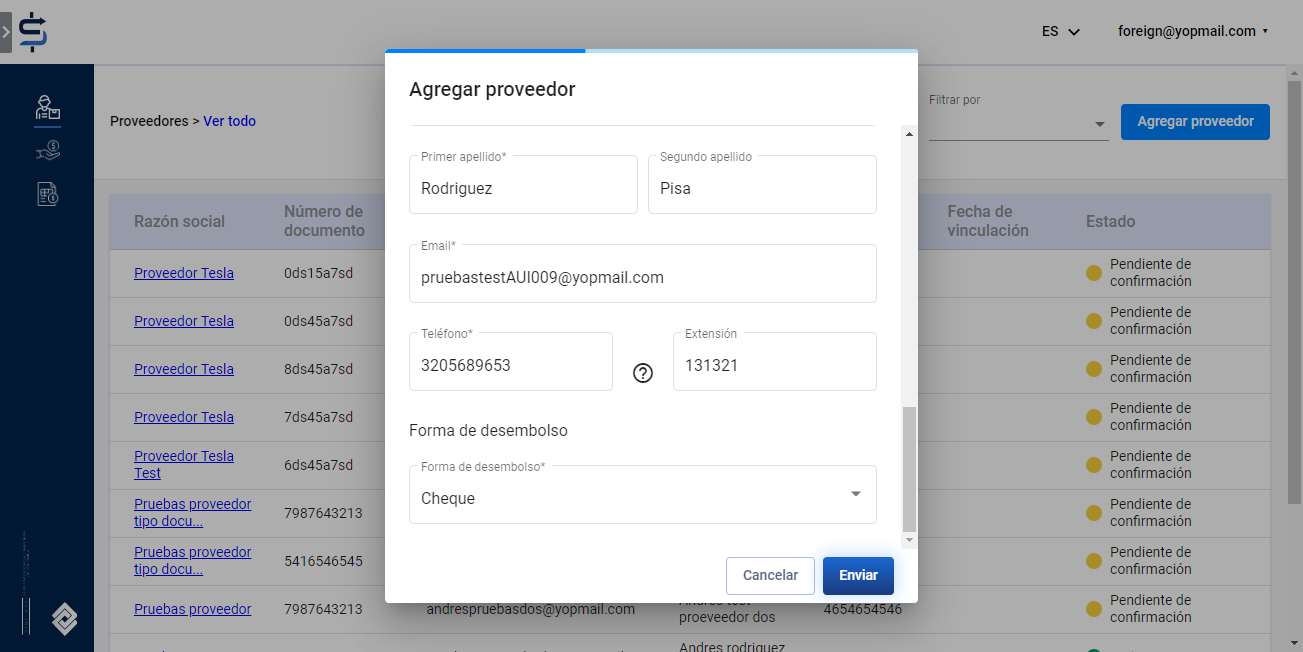 ES
foreign@yopmail.com
Agregar proveedor
Filtrar por
Proveedores > Ver todo
Agregar proveedor
Primer apellido*
Rodriguez
Segundo apellido
Pisa
Email*
pruebastestAUI009@yopmail.com
Teléfono*
3205689653
Extensión
131321
Forma de desembolso
Forma de desembolso*
Cheque
Cancelar
Enviar
Razón social
Número de
documento
Fecha de
vinculación
Estado
Proveedor Tesla
0ds15a7sd
Pendiente de
confirmación
Proveedor Tesla
0ds45a7sd
Pendiente de
confirmación
Proveedor Tesla
8ds45a7sd
Pendiente de
confirmación
Proveedor Tesla
7ds45a7sd
Pendiente de
confirmación
Proveedor Tesla
Test
6ds45a7sd
Pendiente de
confirmación
Pruebas proveedor
tipo docu...
7987643213
Pendiente de
confirmación
Pruebas proveedor
tipo docu...
5416546545
Pendiente de
confirmación
Pruebas proveedor
7987643213
andrespruebasdos@yopmail.com
proeveedor dos
4654654546
Pendiente de
confirmación
Andres rodriguez